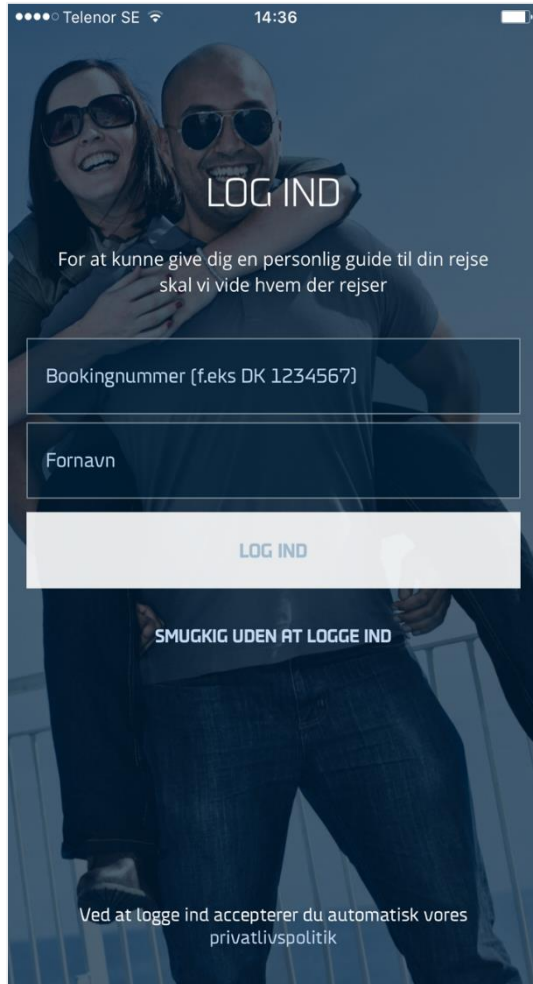 Telenor SE 14:36
LOG IND
For at kunne give dig en personlig guide til din rejse
skal vi vide hvem der rejser
Bookingnummer (f.eks DK 1234567)
Fornavn
LOG IND
SMUGKIG UDEN AT LOGGE IND
Ved at logge ind accepterer du automatisk vores
privatlivspolitik